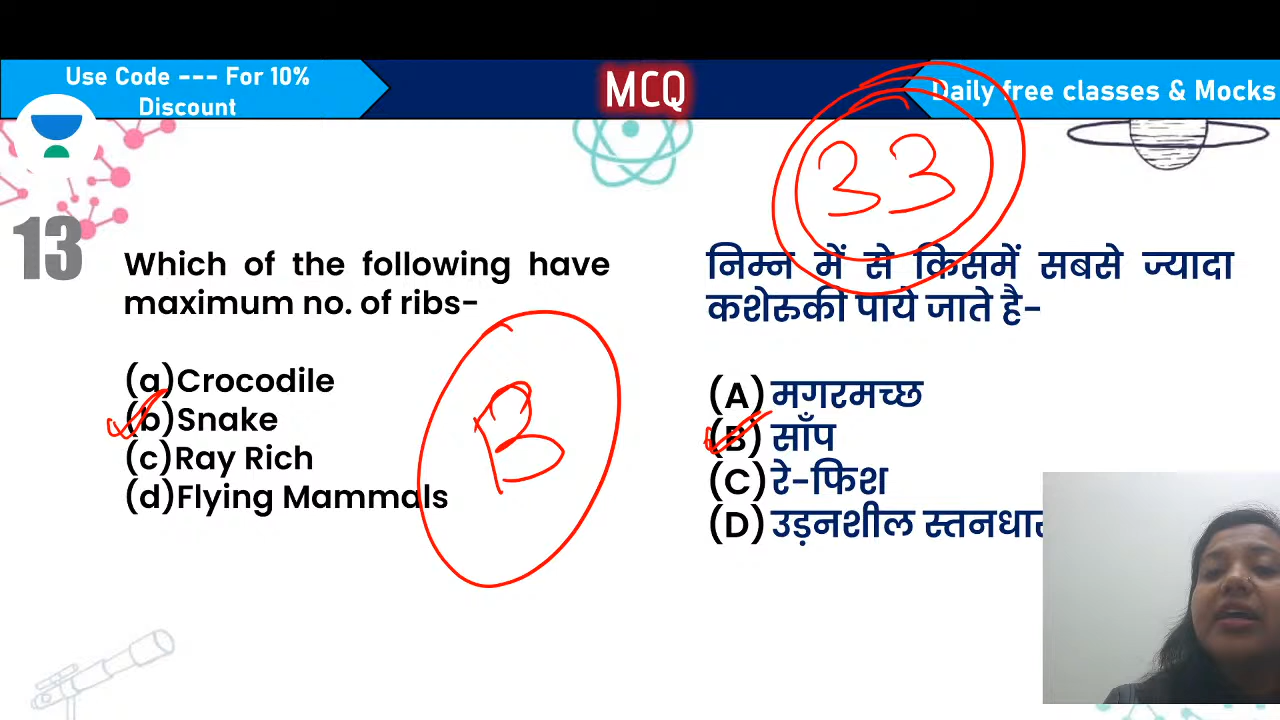 Use Code --- For 10%
Discount
MCQ
Daily free classes & Mocks
33
13
Which of the following have
maximum no. of ribs-
(a)Crocodile
(b)Snake
(c)Ray Rich
(d)Flying Mammals
B
निम्न में से किसमें सबसे ज्यादा
कशेरुकी पाये जाते है-
(A) मगरमच्छ
(B) साँप
(C) रे-फिश
(D) उड़नशील